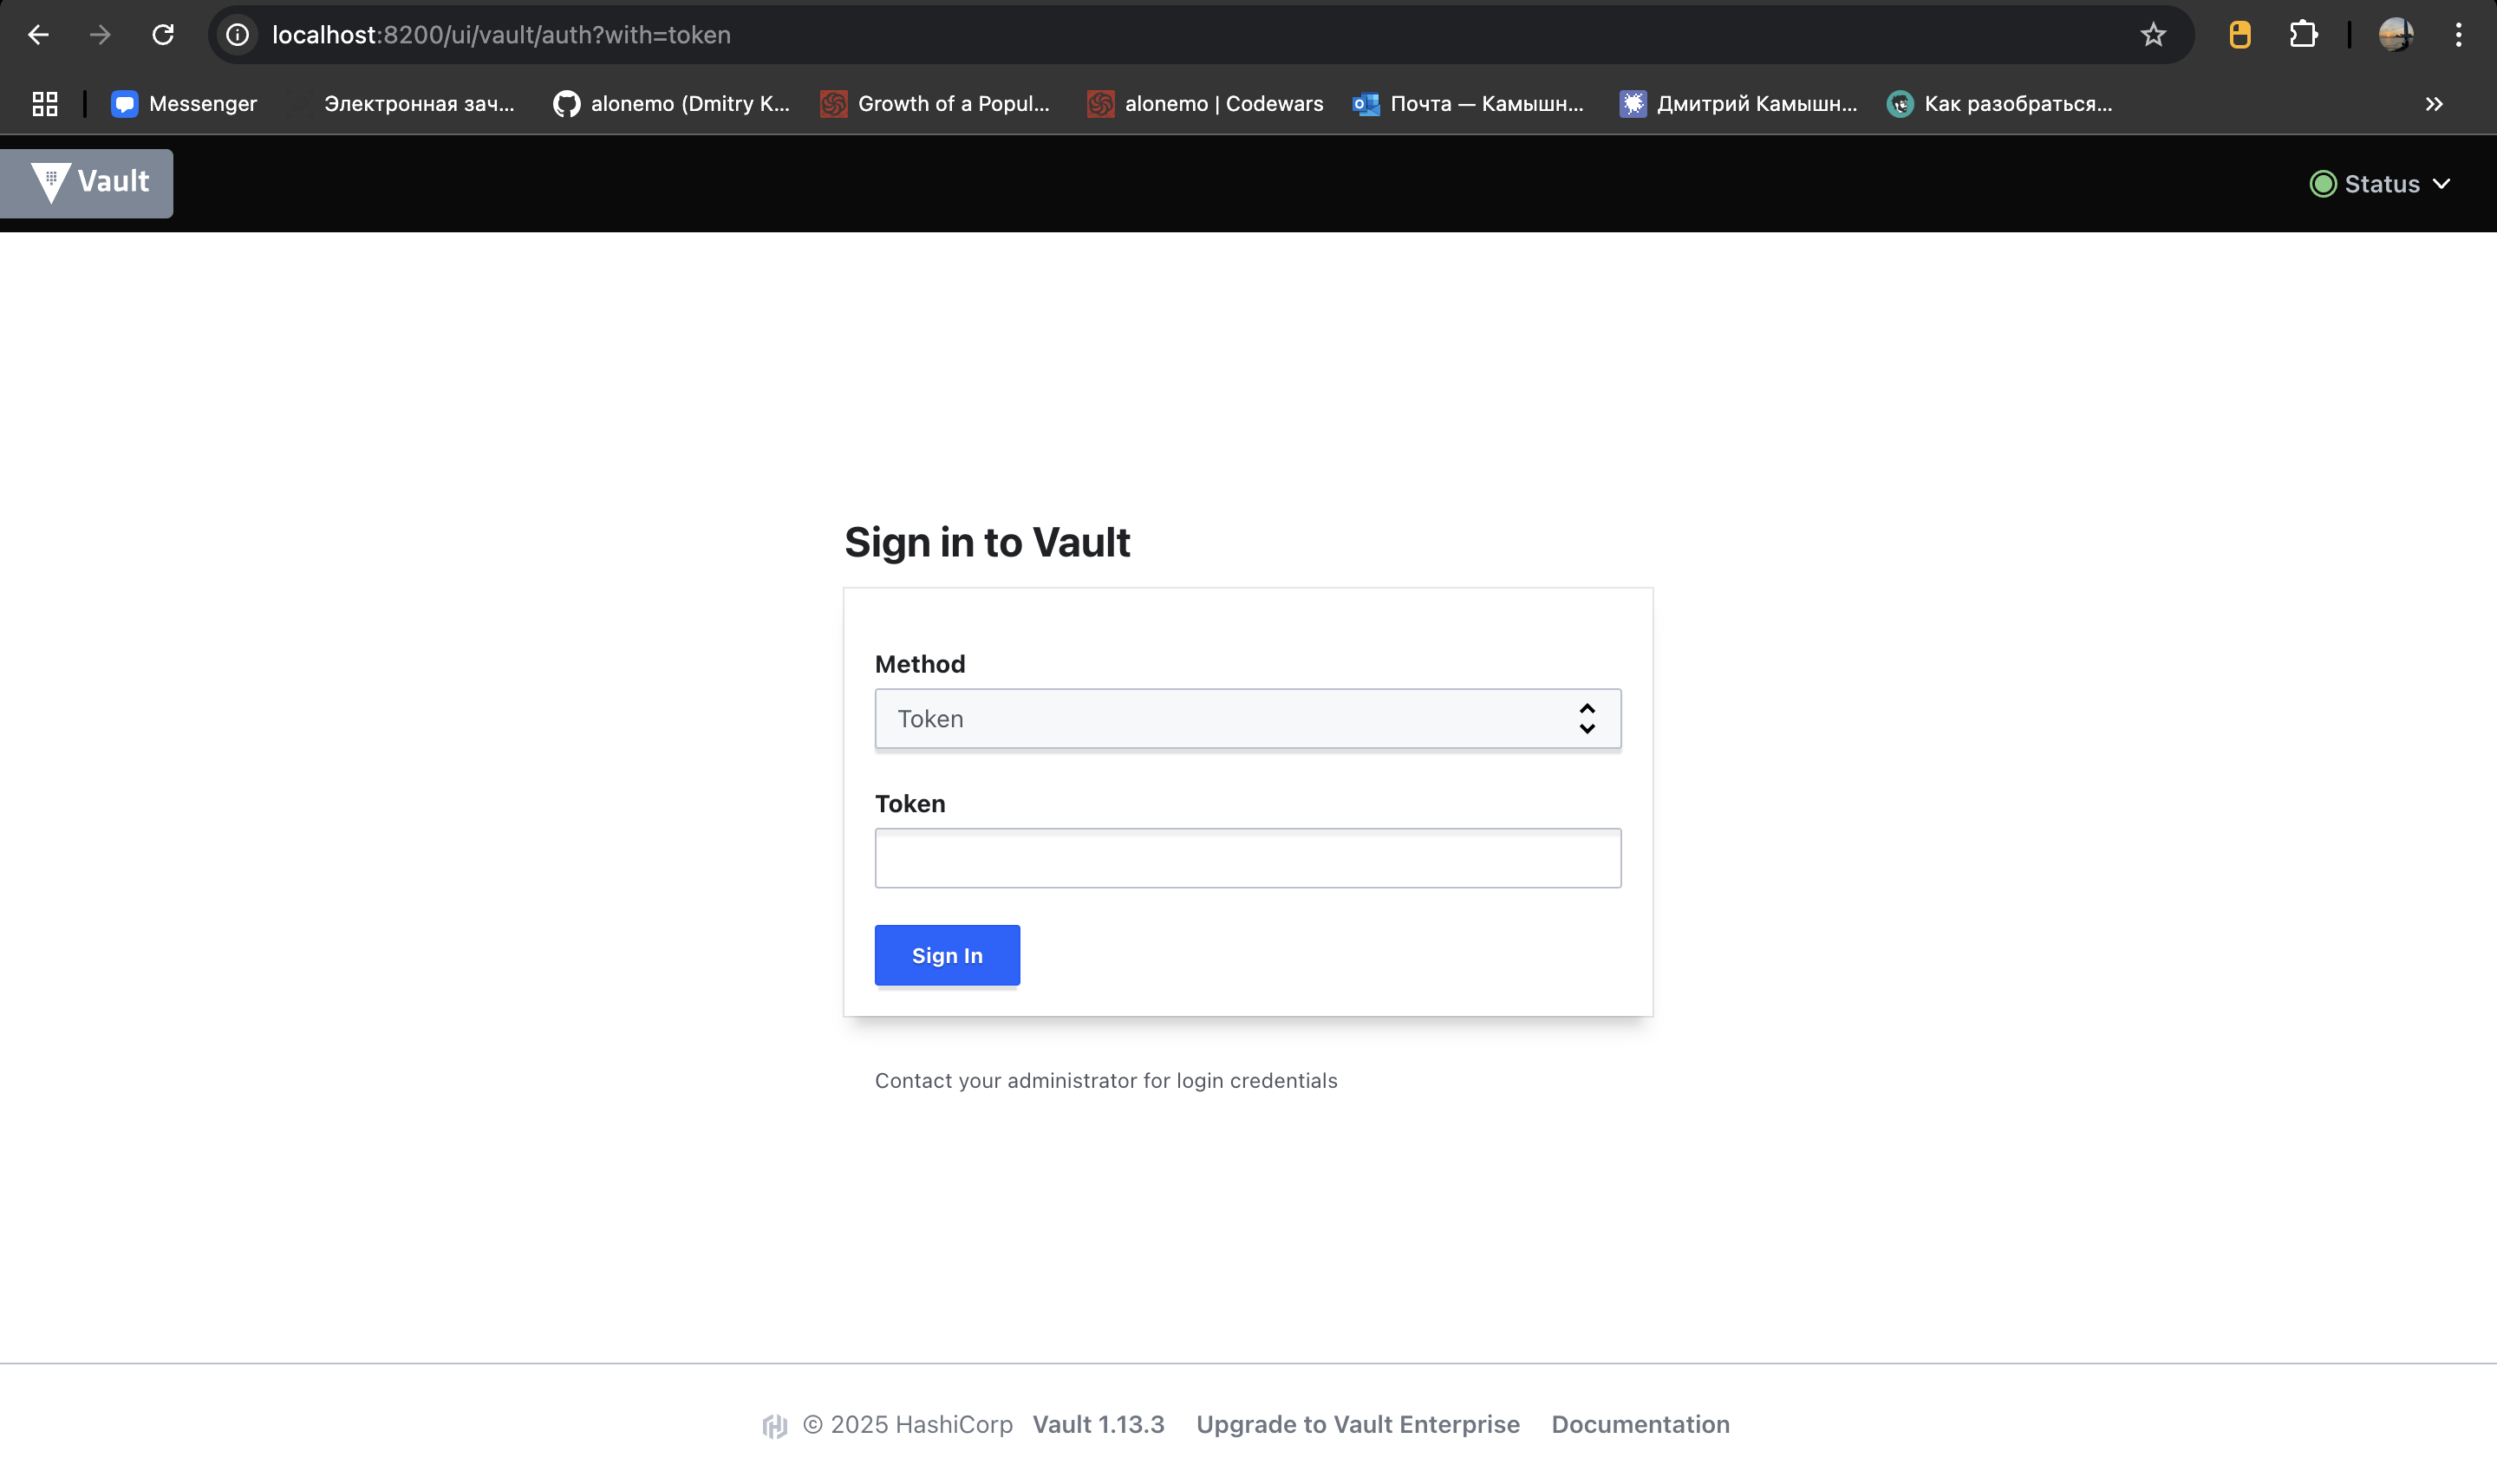 localhost:8200/ui/vault/auth?with=token
Messenger Электронная зач... alonemo (Dmitry K... Growth of a Popul... alonemo | Codewars Почта — Камышн... Дмитрий Камышн... Как разобраться...
Vault Status
Sign in to Vault
Method
Token
Token
Sign In
Contact your administrator for login credentials
© 2025 HashiCorp Vault 1.13.3 Upgrade to Vault Enterprise Documentation